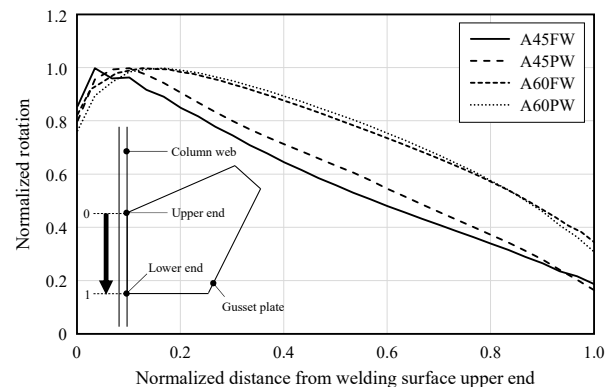 1.2
1.0
0.8
0.6
0.4
0.2
0
Normalized rotation
A45FW
A45PW
A60FW
A60PW
Column web
0
Upper end
Lower end
1
Gusset plate
0
0.2
0.4
0.6
0.8
1.0
Normalized distance from welding surface upper end